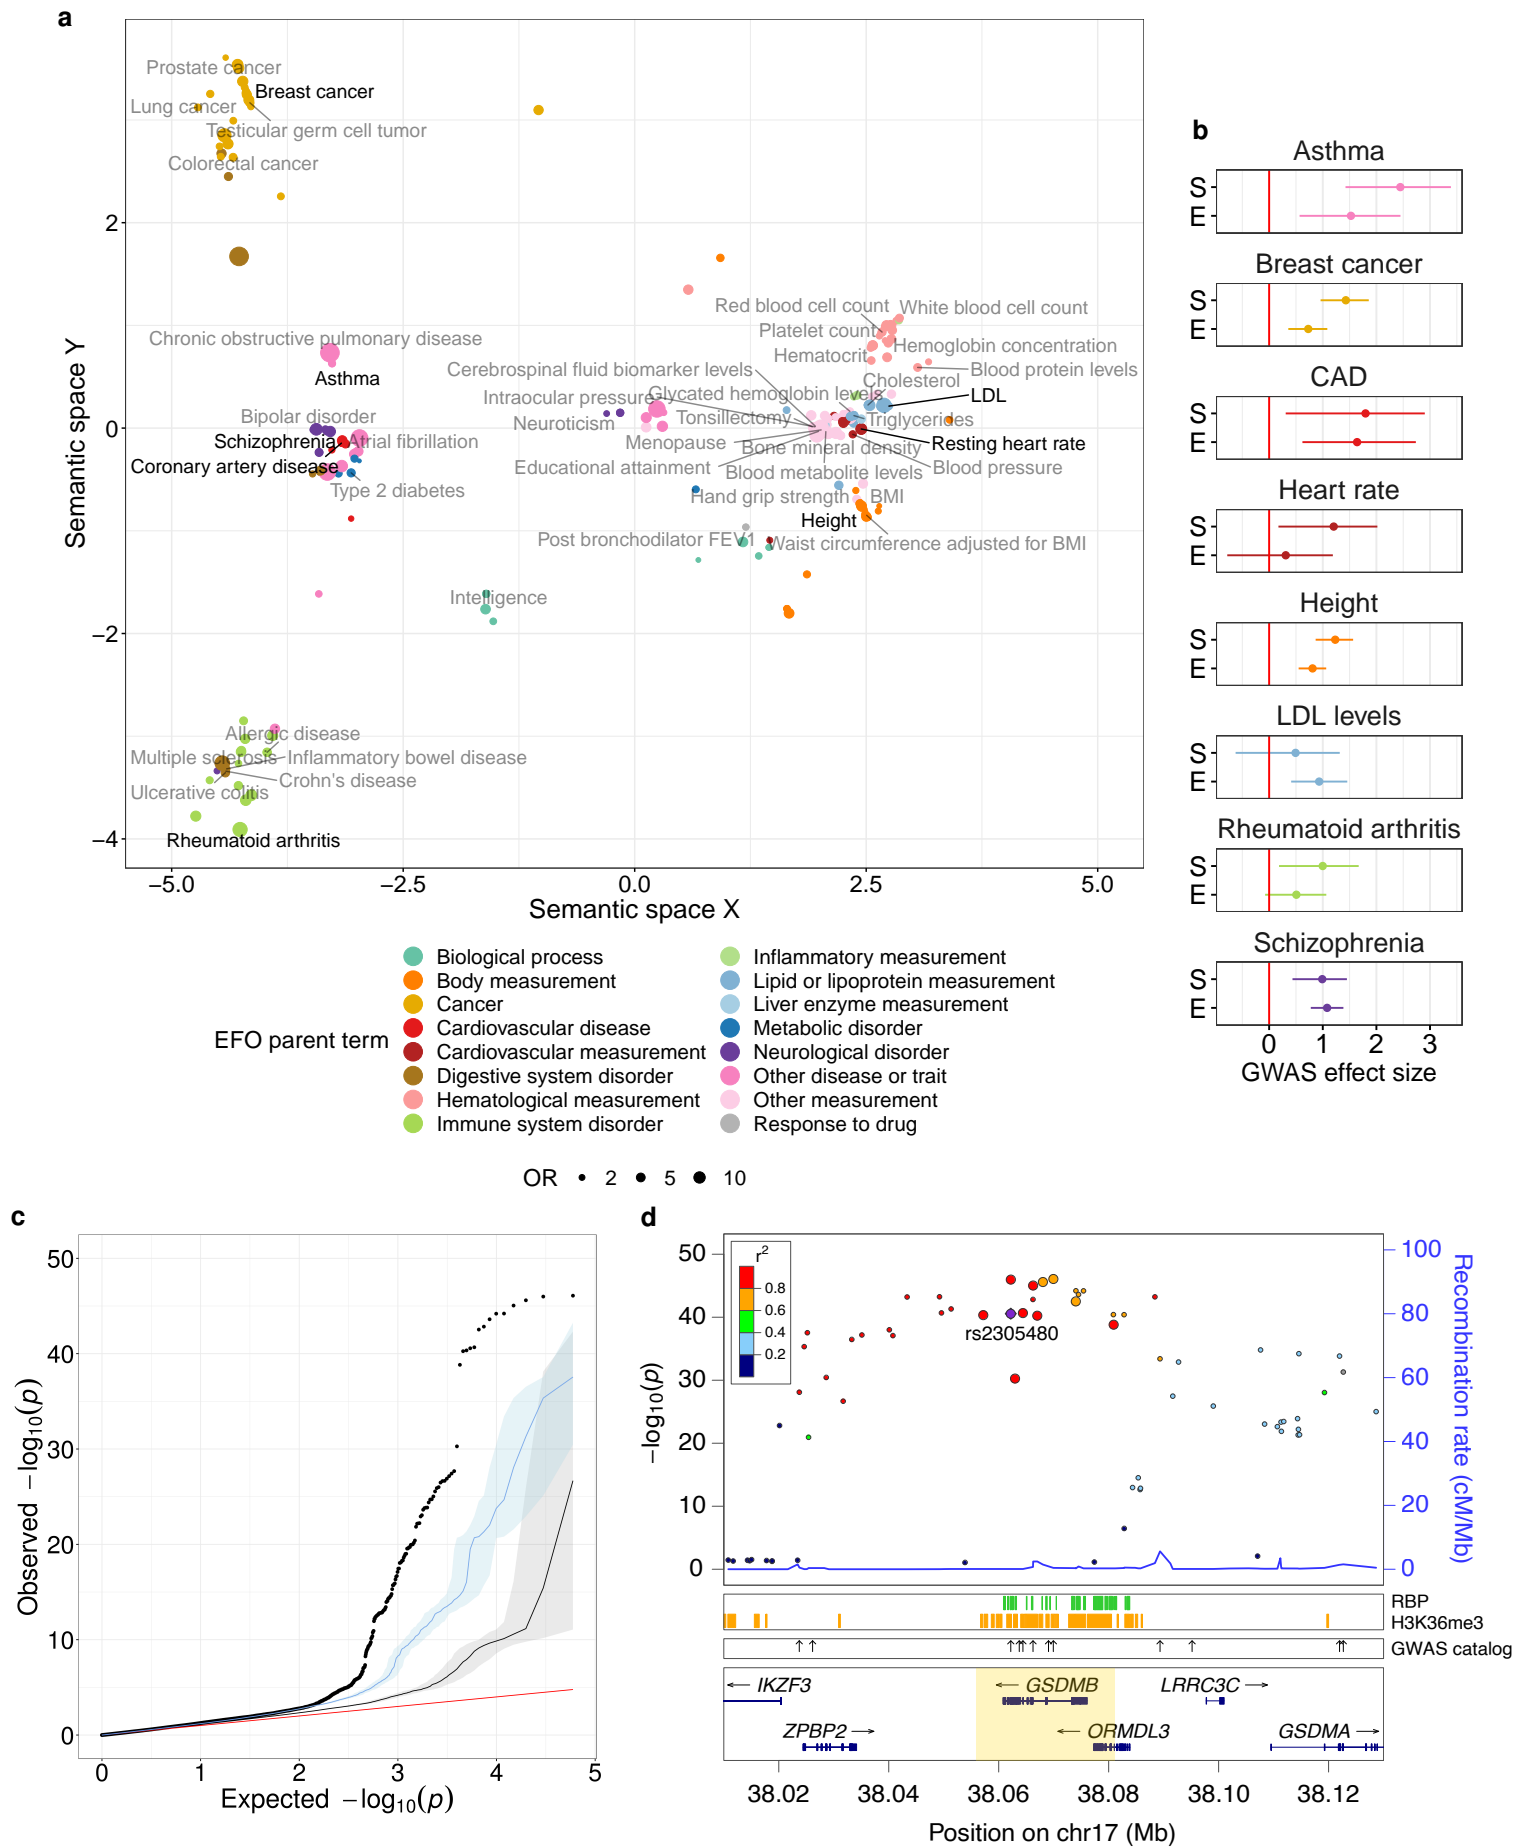 a
Prostate cancer
Breast cancer
Lung cancer
Testicular germ cell tumor
Colorectal cancer
Chronic obstructive pulmonary disease
Asthma
Bipolar disorder
Schizophrenia
Atrial fibrillation
Coronary artery disease
Type 2 diabetes
Red blood cell count
White blood cell count
Platelet count
Hematocrit
Hemoglobin concentration
Cerebrospinal fluid biomarker levels
Blood protein levels
Cholesterol
Intraocular pressure
Glycated hemoglobin levels
LDL
Neuroticism
Tonsillectomy
Triglycerides
Menopause
Bone mineral density
Resting heart rate
Educational attainment
Blood metabolite levels
Blood pressure
Hand grip strength
BMI
Height
Post bronchodilator FEV1
Waist circumference adjusted for BMI
Intelligence
Allergic disease
Multiple sclerosis
Inflammatory bowel disease
Crohn's disease
Ulcerative colitis
Rheumatoid arthritis
2
0
−2
−4
Semantic space Y
−5.0
−2.5
0.0
2.5
5.0
Semantic space X
EFO parent term
Biological process
Body measurement
Cancer
Cardiovascular disease
Cardiovascular measurement
Digestive system disorder
Hematological measurement
Immune system disorder
Inflammatory measurement
Lipid or lipoprotein measurement
Liver enzyme measurement
Metabolic disorder
Neurological disorder
Other disease or trait
Other measurement
Response to drug
OR 2 5 10
b
Asthma
S
E
Breast cancer
S
E
CAD
S
E
Heart rate
S
E
Height
S
E
LDL levels
S
E
Rheumatoid arthritis
S
E
Schizophrenia
S
E
0 1 2 3
GWAS effect size
c
50
40
30
20
10
0
Observed −log10(p)
0 1 2 3 4 5
Expected −log10(p)
d
r2
0.8
0.6
0.4
0.2
rs2305480
50
40
30
20
10
0
−log10(p)
100
80
60
40
20
0
Recombination rate (cM/Mb)
RBP
H3K36me3
GWAS catalog
IKZF3
GSDMB
LRRC3C
ZPBP2
ORMDL3
GSDMA
38.02 38.04 38.06 38.08 38.10 38.12
Position on chr17 (Mb)